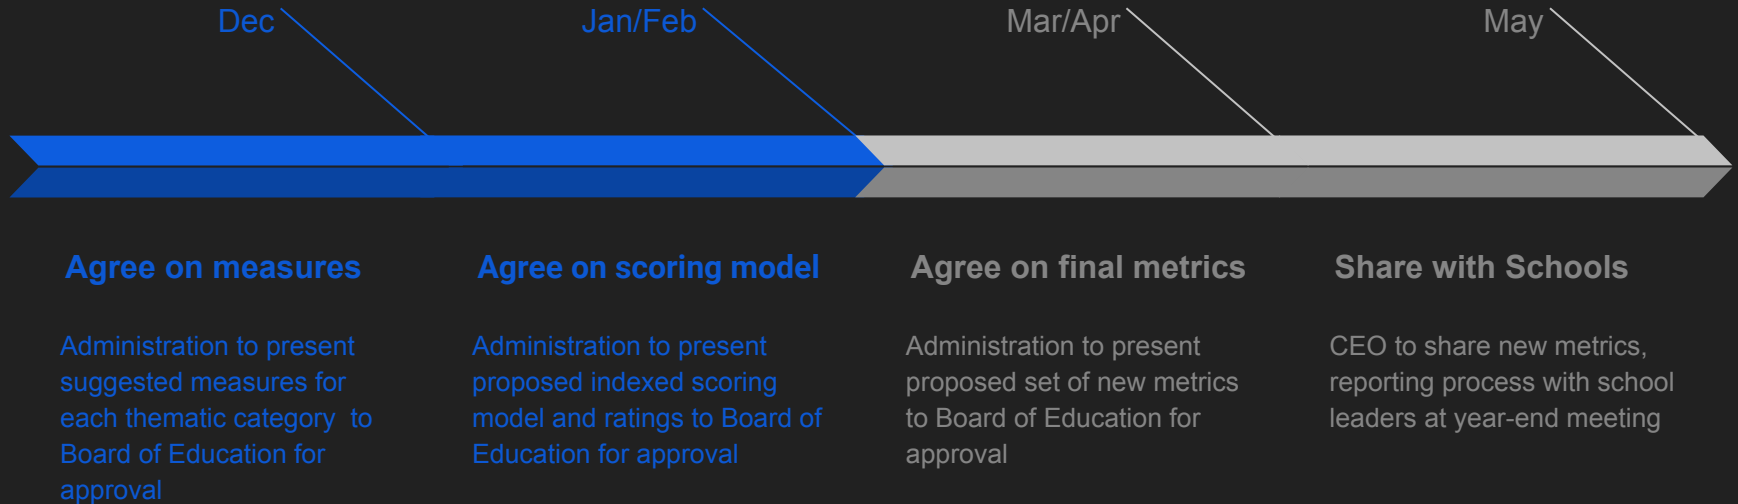 Dec
Jan/Feb
Mar/Apr
May
Agree on measures
Administration to present
suggested measures for
each thematic category  to
Board of Education for
approval
Agree on scoring model
Administration to present
proposed indexed scoring
model and ratings to Board of
Education for approval
Agree on final metrics
Administration to present
proposed set of new metrics
to Board of Education for
approval
Share with Schools
CEO to share new metrics,
reporting process with school
leaders at year-end meeting